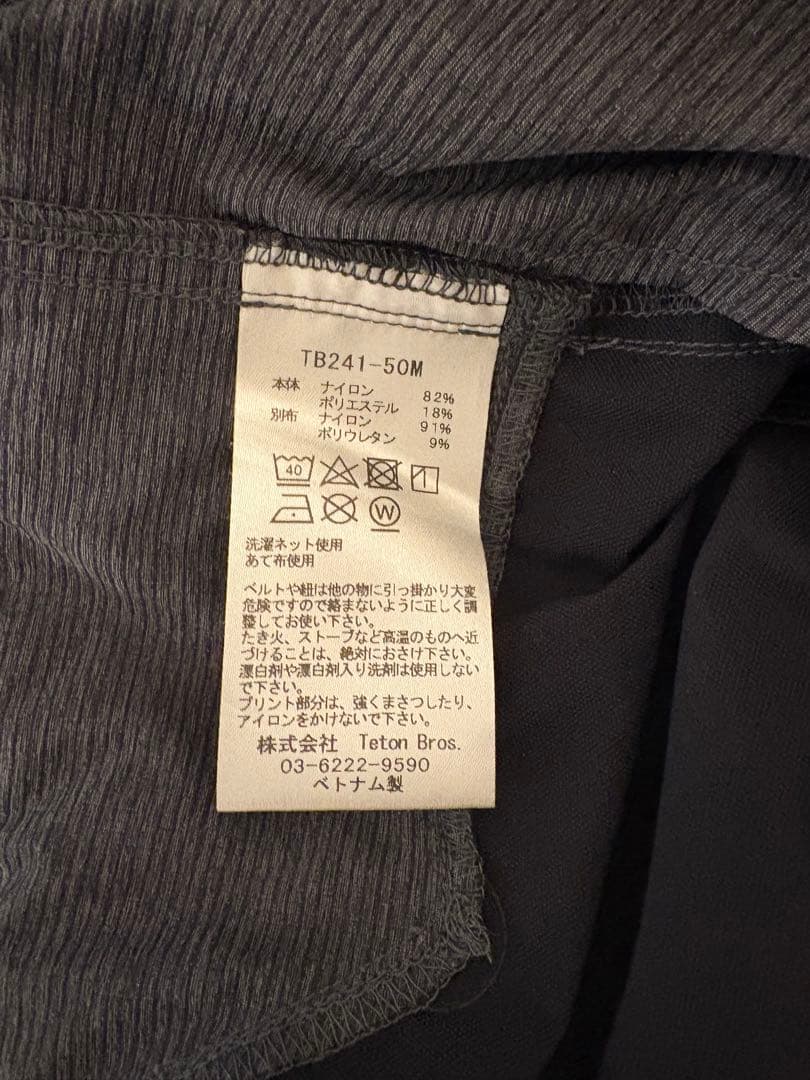 TB241-50M
本体 ナイロン 82%
ポリエステル 18%
別布 ナイロン 91%
ポリウレタン 9%
40
W
洗濯ネット使用
あて布使用
ベルトや紐は他の物に引っ掛かり大変
危険ですので絡まないように正しく調
整してお使い下さい。
たき火、ストーブなど高温のものへ近
づけることは、絶対におさけ下さい。
漂白剤や漂白剤入り洗剤は使用しない
で下さい。
プリント部分は、強くまさつしたり、
アイロンをかけないで下さい。
株式会社 Teton Bros.
03-6222-9590
ベトナム製